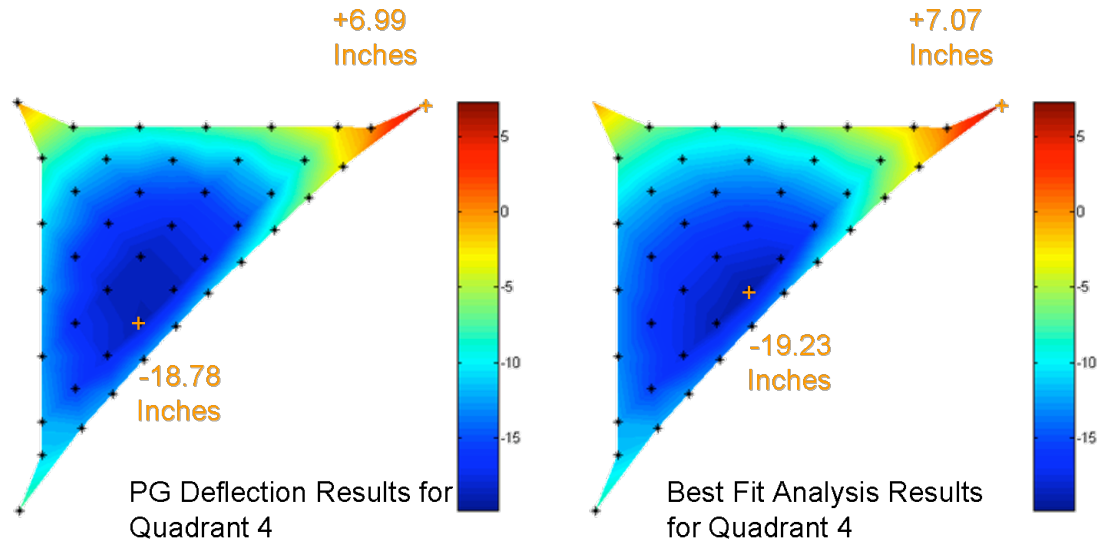 +6.99
Inches
5
0
-5
-10
-15
-18.78
Inches
PG Deflection Results for
Quadrant 4
+7.07
Inches
5
0
-5
-10
-15
-19.23
Inches
Best Fit Analysis Results
for Quadrant 4